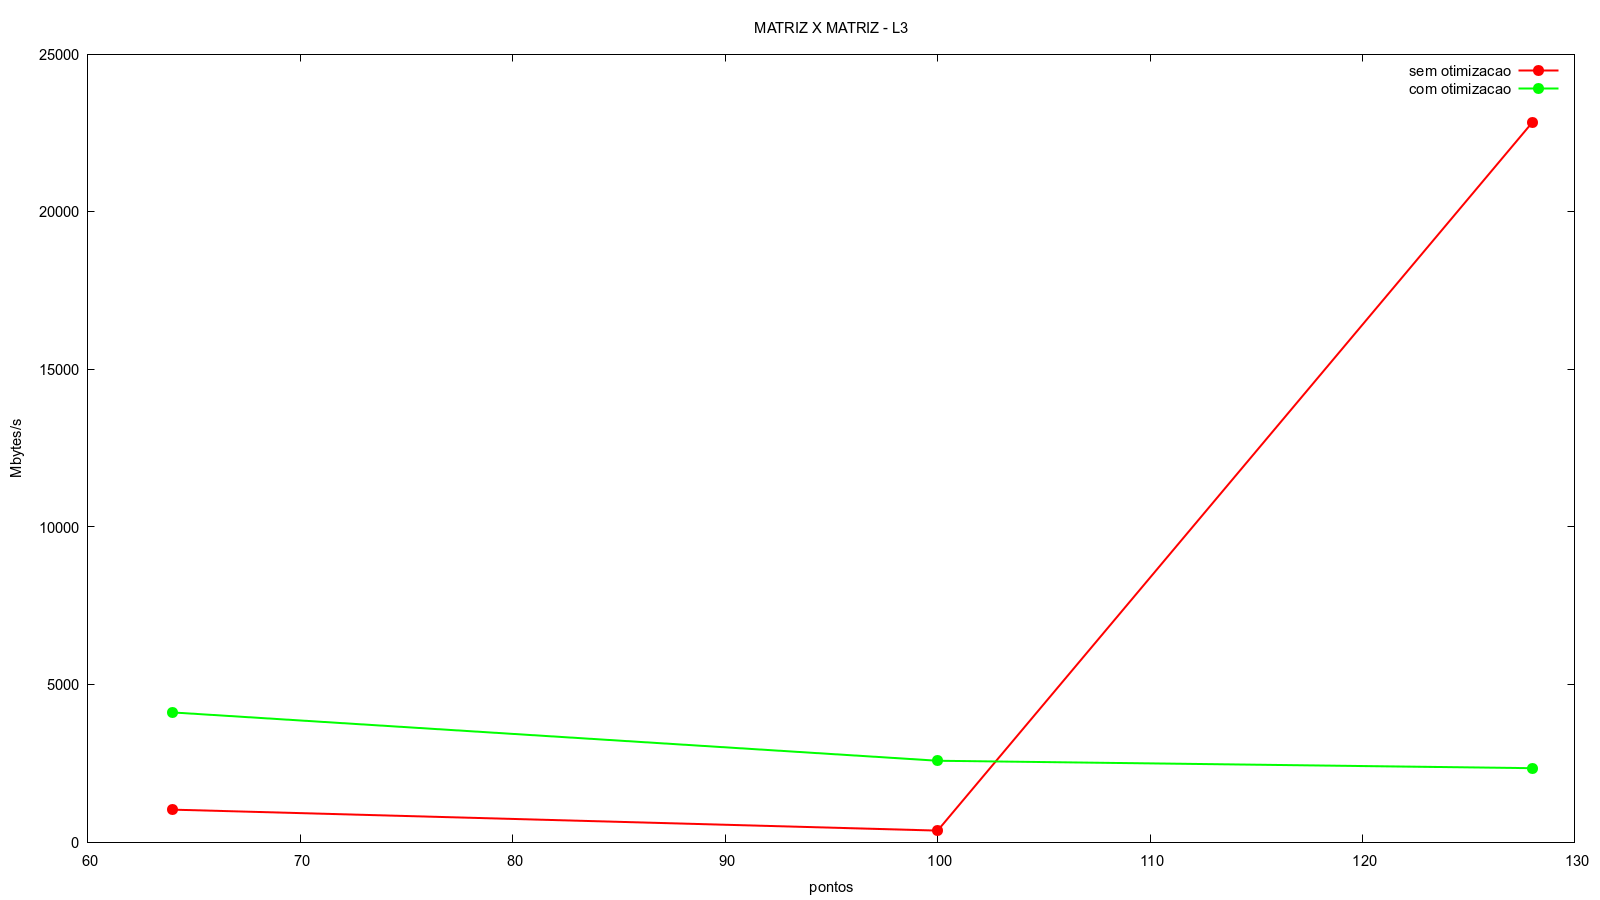 MATRIZ X MATRIZ - L3
sem otimizacao
com otimizacao
25000
20000
15000
10000
5000
0
Mbytes/s
60 70 80 90 100 110 120 130
pontos